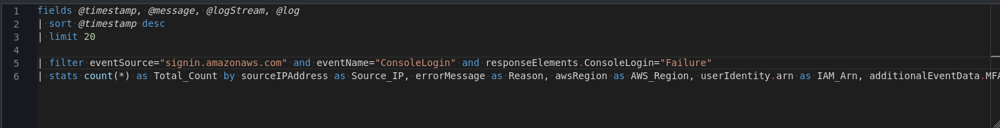 1 fields @timestamp, @message, @logStream, @log
2 | sort @timestamp desc
3 | limit 20
4
5 | filter eventSource="signin.amazonaws.com" and eventName="ConsoleLogin" and responseElements.ConsoleLogin="Failure"
6 | stats count(*) as Total_Count by sourceIPAddress as Source_IP, errorMessage as Reason, awsRegion as AWS_Region, userIdentity.arn as IAM_Arn, additionalEventData.MFA